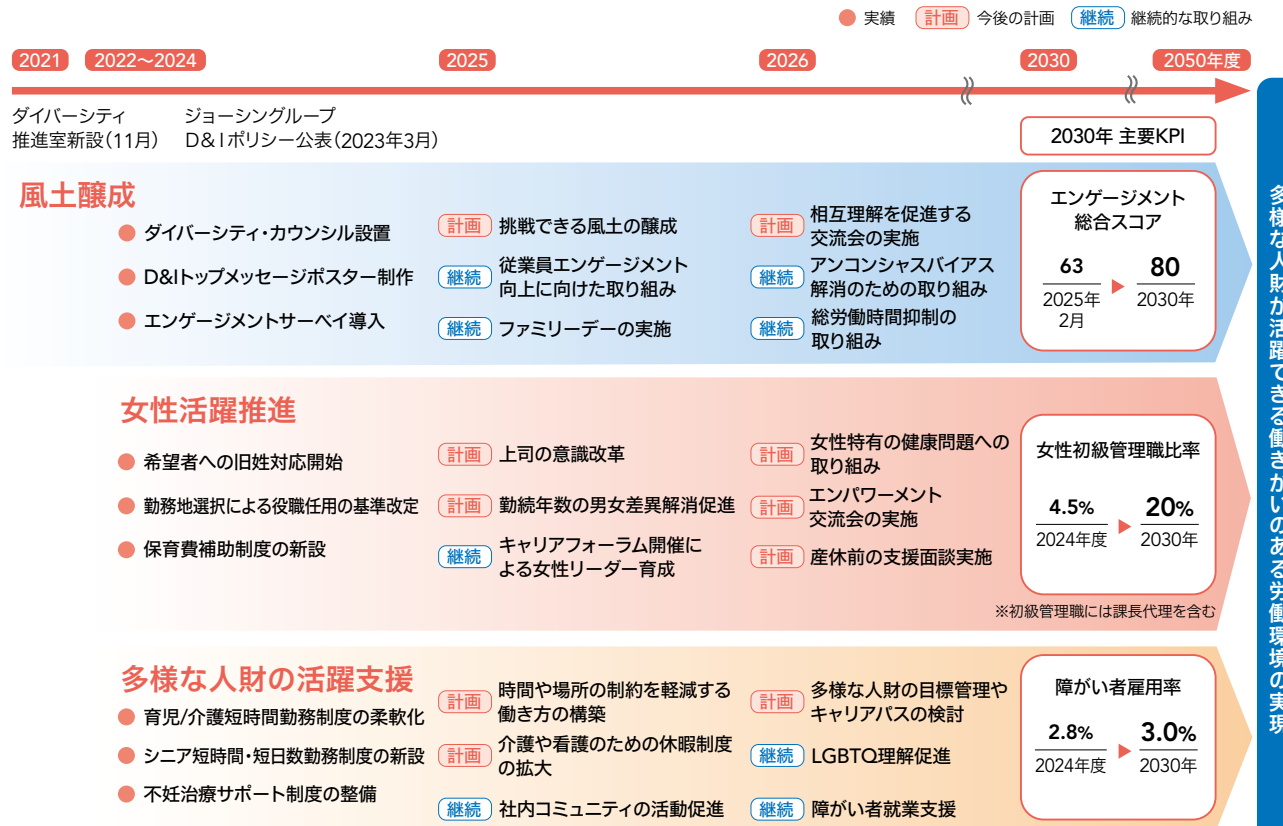 実績 計画 今後の計画 継続 継続的な取り組み
2021 2022〜2024 2025 2026 2030 2050年度
ダイバーシティ
推進室新設(11月)
ジョーシングループ
D&Iポリシー公表(2023年3月)
2030年 主要KPI
風土醸成
ダイバーシティ・カウンシル設置
D&Iトップメッセージポスター制作
エンゲージメントサーベイ導入
計画 挑戦できる風土の醸成
継続 従業員エンゲージメント
向上に向けた取り組み
継続 ファミリーデーの実施
計画 相互理解を促進する
交流会の実施
継続 アンコンシャスバイアス
解消のための取り組み
継続 総労働時間抑制の
取り組み
エンゲージメント
総合スコア
63 80
2025年
2月
2030年
女性活躍推進
希望者への旧姓対応開始
勤務地選択による役職任用の基準改定
保育費補助制度の新設
計画 上司の意識改革
計画 勤続年数の男女差異解消促進
継続 キャリアフォーラム開催に
よる女性リーダー育成
計画 女性特有の健康問題への
取り組み
計画 エンパワーメント
交流会の実施
計画 産休前の支援面談実施
女性初級管理職比率
4.5% 20%
2024年度 2030年
※初級管理職には課長代理を含む
多様な人財の活躍支援
育児/介護短時間勤務制度の柔軟化
シニア短時間・短日数勤務制度の新設
不妊治療サポート制度の整備
計画 時間や場所の制約を軽減する
働き方の構築
計画 介護や看護のための休暇制度
の拡大
継続 社内コミュニティの活動促進
計画 多様な人財の目標管理や
キャリアパスの検討
継続 LGBTQ理解促進
継続 障がい者就業支援
障がい者雇用率
2.8% 3.0%
2024年度 2030年
多様な人財が活躍できる働きがいのある労働環境の実現